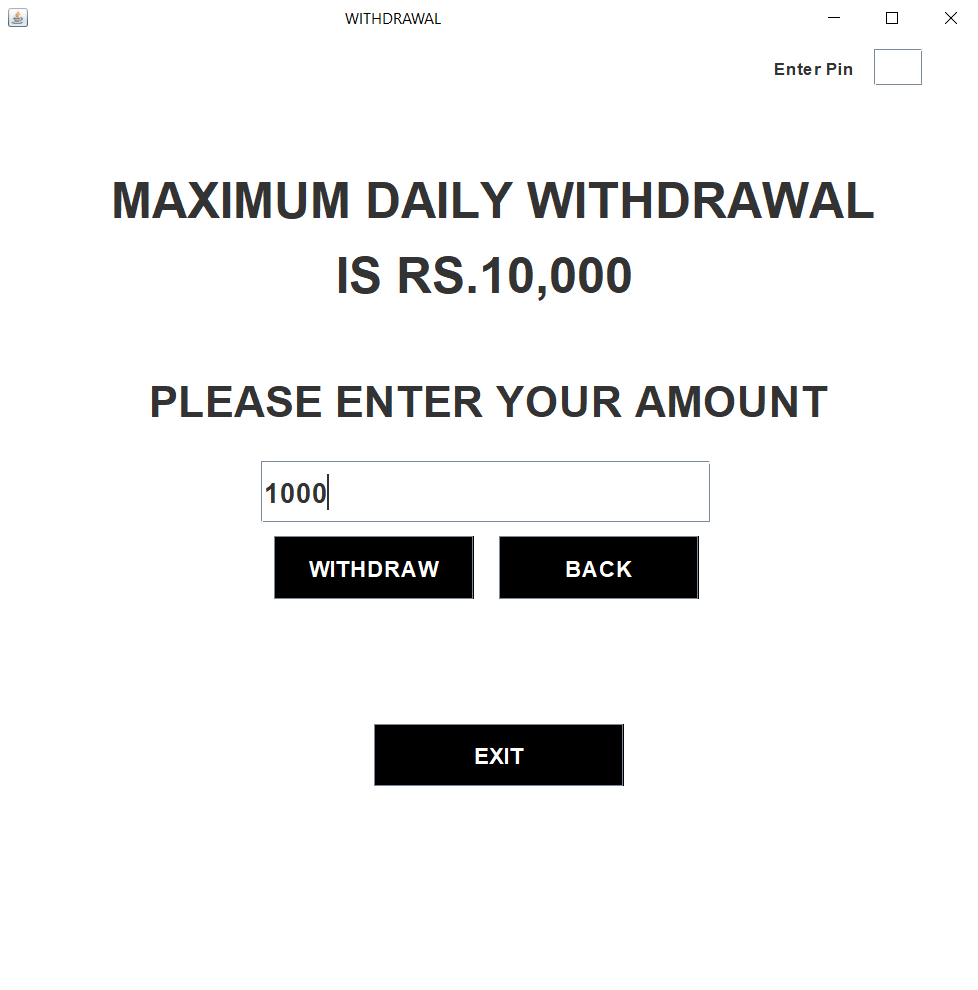 WITHDRAWAL
Enter Pin
MAXIMUM DAILY WITHDRAWAL
IS RS.10,000
PLEASE ENTER YOUR AMOUNT
1000
WITHDRAW
BACK
EXIT